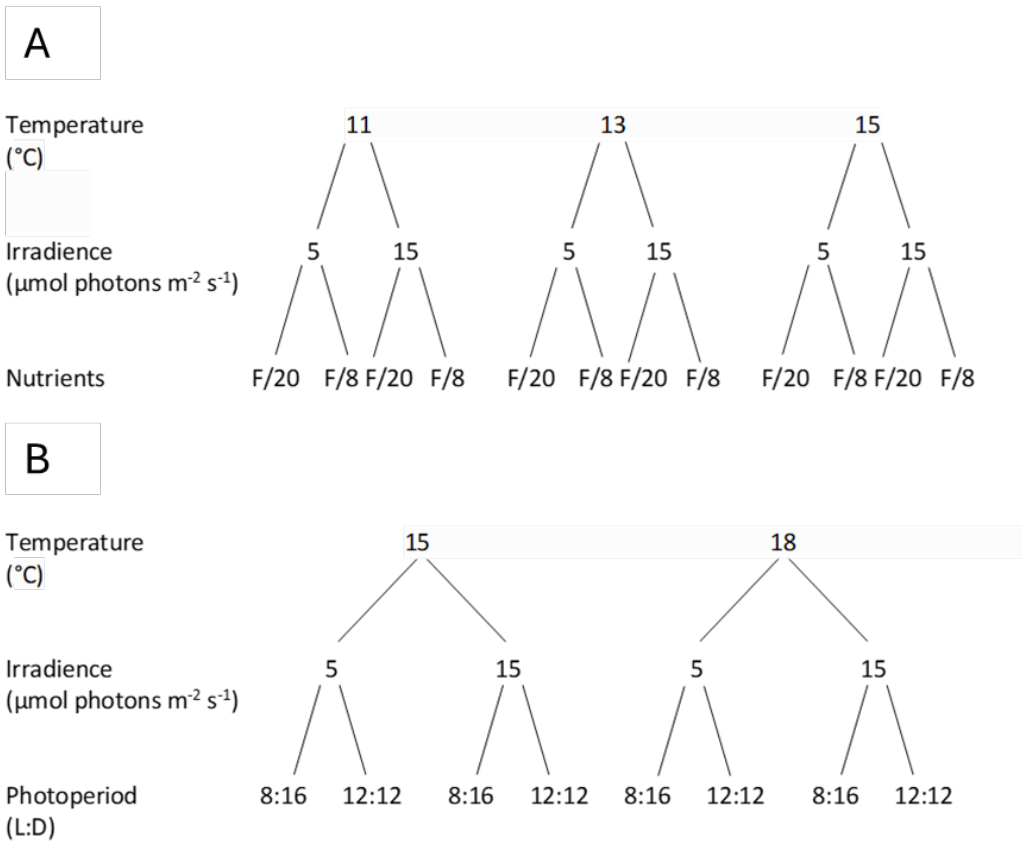 A
Temperature 11 13 15
(°C)
Irradience 5 15 5 15 5 15
(µmol photons m⁻² s⁻¹)
Nutrients F/20 F/8 F/20 F/8 F/20 F/8 F/20 F/8 F/20 F/8 F/20 F/8
B
Temperature 15 18
(°C)
Irradience 5 15 5 15
(µmol photons m⁻² s⁻¹)
Photoperiod 8:16 12:12 8:16 12:12 8:16 12:12 8:16 12:12
(L:D)